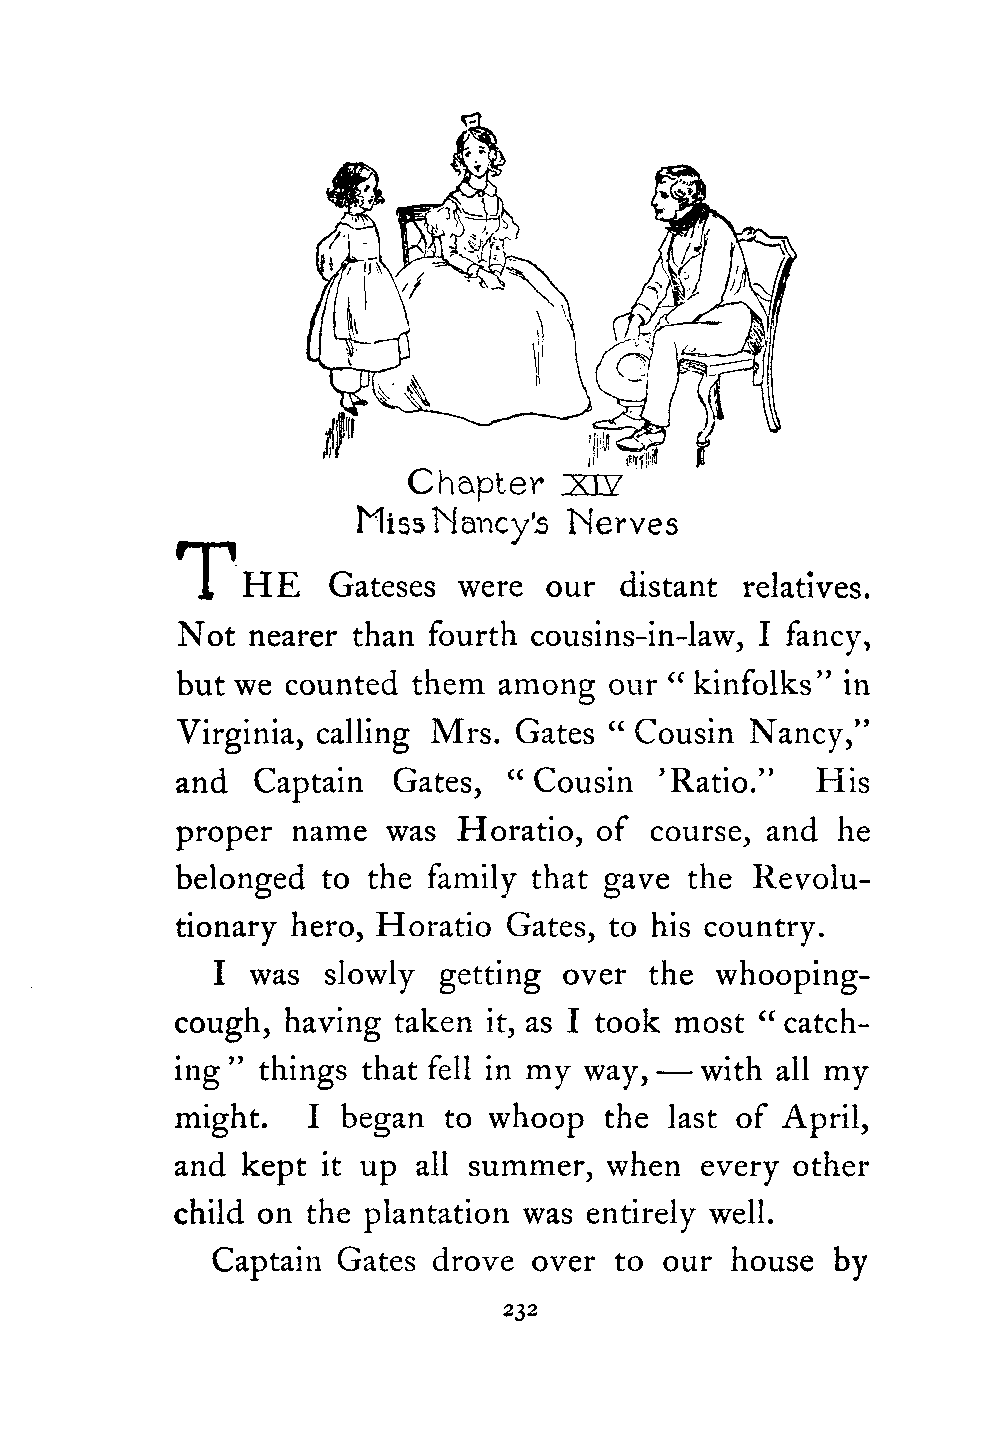 Chapter XIV
Miss Nancy's Nerves
THE Gateses were our distant relatives.
Not nearer than fourth cousins-in-law, I fancy,
but we counted them among our “ kinfolks” in
Virginia, calling Mrs. Gates “ Cousin Nancy,”
and Captain Gates, “ Cousin ’Ratio.” His
proper name was Horatio, of course, and he
belonged to the family that gave the Revolu-
tionary hero, Horatio Gates, to his country.
I was slowly getting over the whooping-
cough, having taken it, as I took most “ catch-
ing ” things that fell in my way, — with all my
might. I began to whoop the last of April,
and kept it up all summer, when every other
child on the plantation was entirely well.
Captain Gates drove over to our house by
232